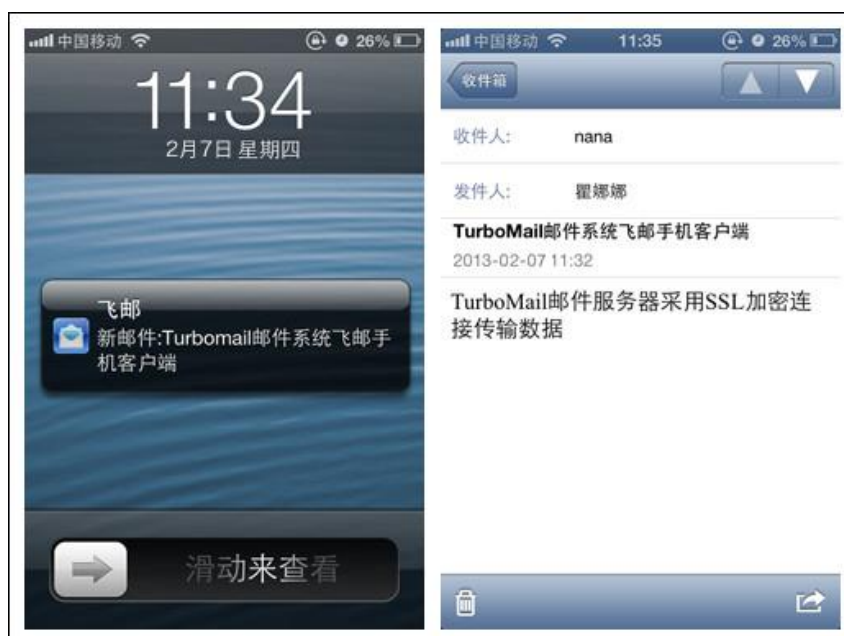 中国移动 26%
11:34
2月7日 星期四
飞邮
新邮件:Turbomail邮件系统飞邮手
机客户端
滑动来查看
中国移动 11:35 26%
收件箱
收件人: nana
发件人: 瞿娜娜
TurboMail邮件系统飞邮手机客户端
2013-02-07 11:32
TurboMail邮件服务器采用SSL加密连
接传输数据